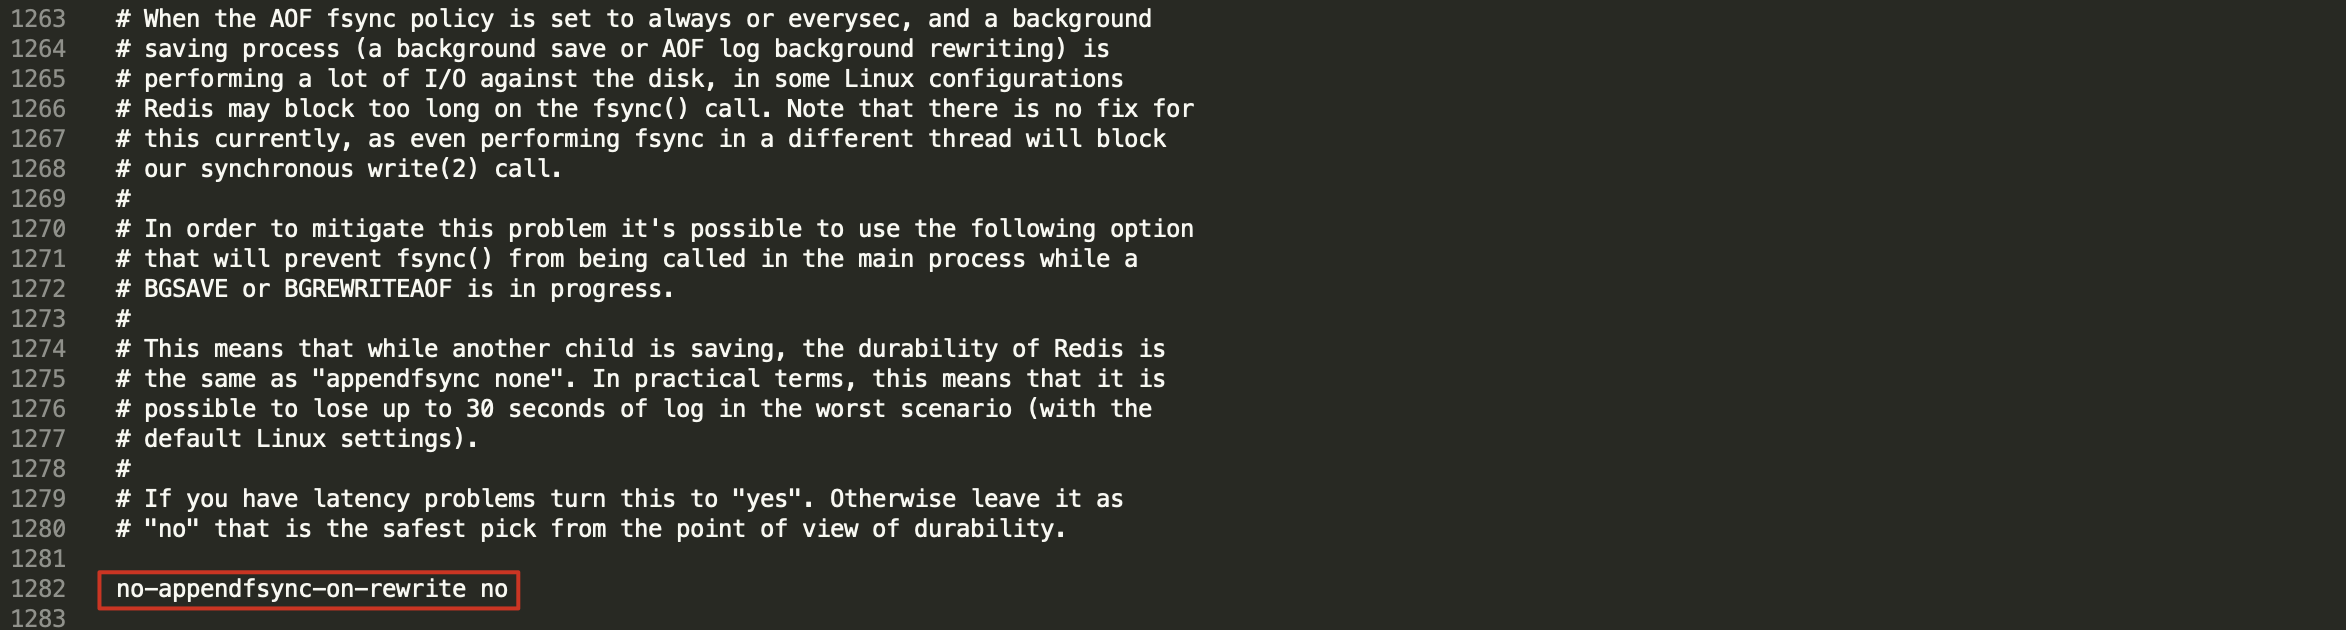 1263 # When the AOF fsync policy is set to always or everysec, and a background
1264 # saving process (a background save or AOF log background rewriting) is
1265 # performing a lot of I/O against the disk, in some Linux configurations
1266 # Redis may block too long on the fsync() call. Note that there is no fix for
1267 # this currently, as even performing fsync in a different thread will block
1268 # our synchronous write(2) call.
1269 #
1270 # In order to mitigate this problem it's possible to use the following option
1271 # that will prevent fsync() from being called in the main process while a
1272 # BGSAVE or BGREWRITEAOF is in progress.
1273 #
1274 # This means that while another child is saving, the durability of Redis is
1275 # the same as "appendfsync none". In practical terms, this means that it is
1276 # possible to lose up to 30 seconds of log in the worst scenario (with the
1277 # default Linux settings).
1278 #
1279 # If you have latency problems turn this to "yes". Otherwise leave it as
1280 # "no" that is the safest pick from the point of view of durability.
1281
1282 no-appendfsync-on-rewrite no
1283